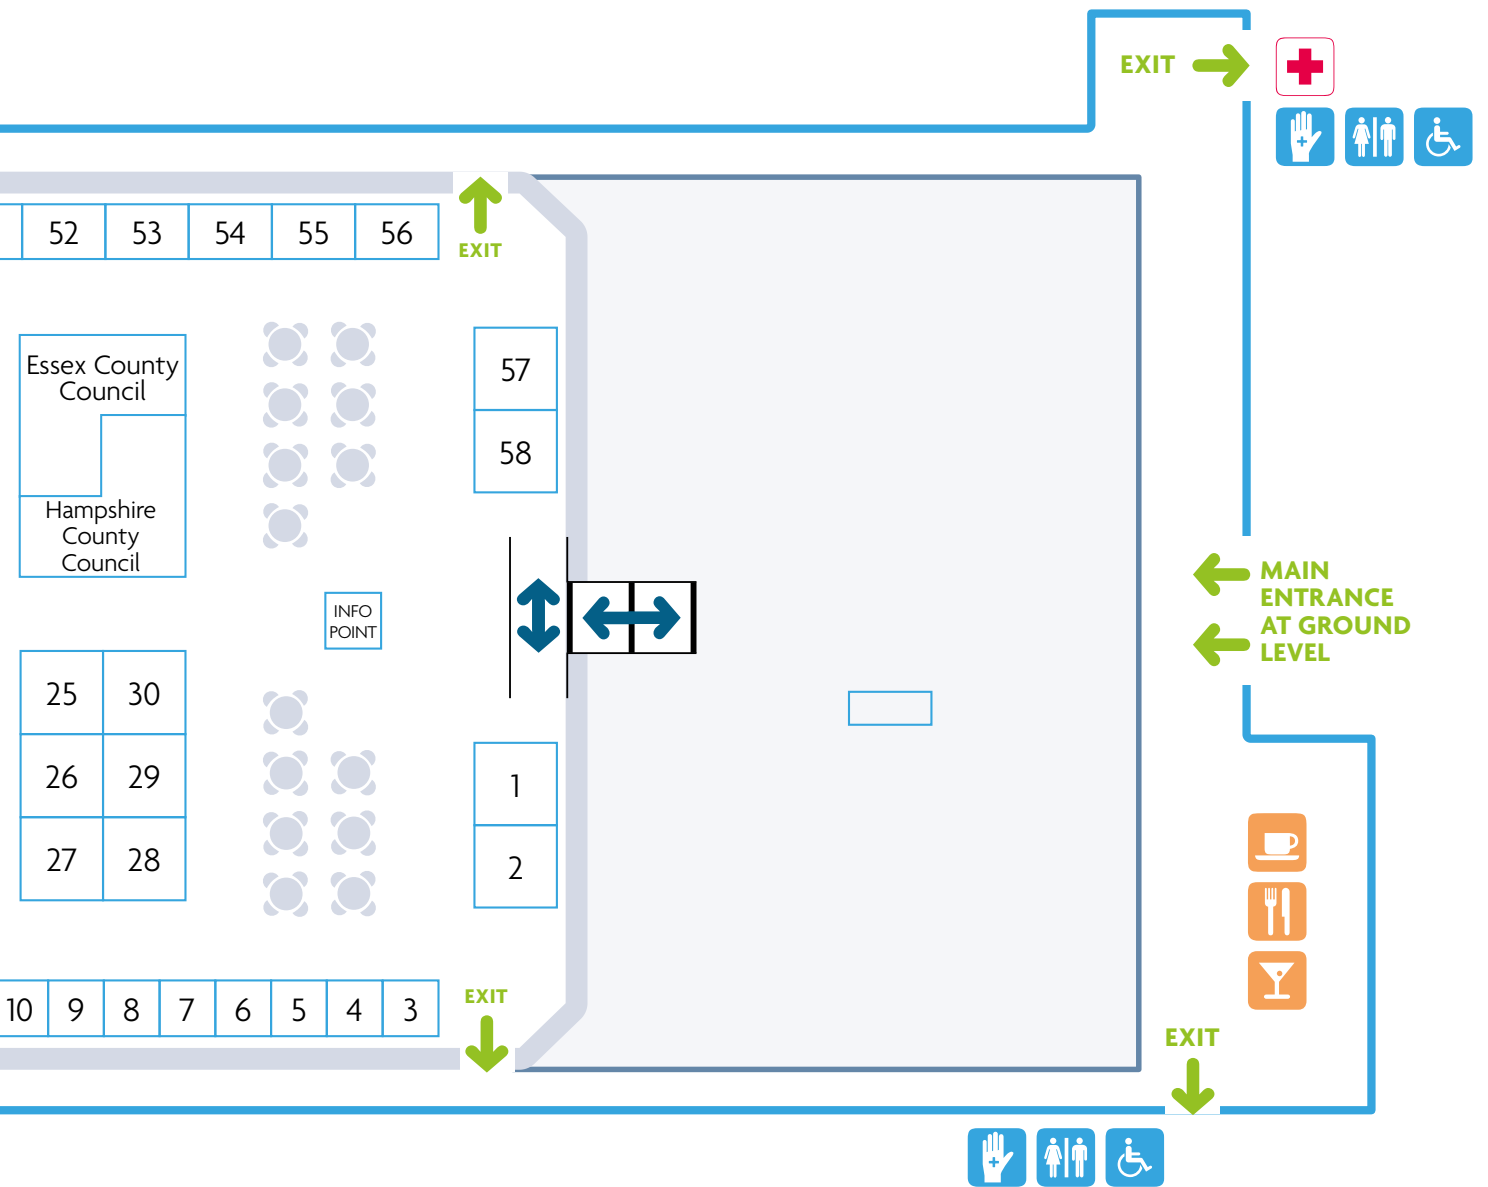 EXIT
52 53 54 55 56
EXIT
Essex County
Council
57
58
Hampshire
County
Council
MAIN
ENTRANCE
AT GROUND
LEVEL
INFO
POINT
25 30
26 29
27 28
1
2
EXIT
10 9 8 7 6 5 4 3
EXIT